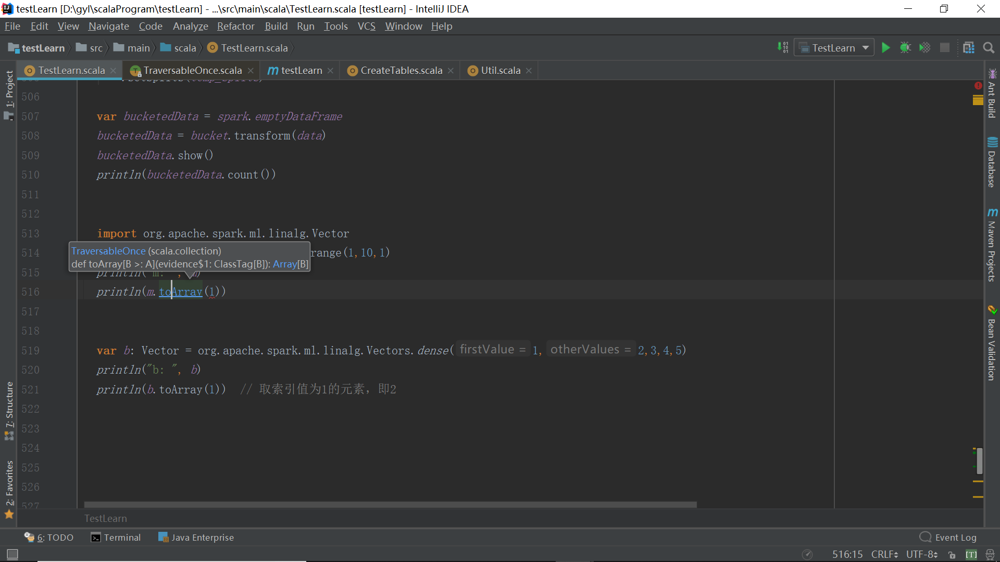 testLearn [D:\gyl\scalaProgram\testLearn] - ...\src\main\scala\TestLearn.scala [testLearn] - IntelliJ IDEA
File Edit View Navigate Code Analyze Refactor Build Run Tools VCS Window Help
testLearn src main scala TestLearn.scala TestLearn
TestLearn.scala TraversableOnce.scala testLearn CreateTables.scala Util.scala
506
507 var bucketedData = spark.emptyDataFrame
508 bucketedData = bucket.transform(data)
509 bucketedData.show()
510 println(bucketedData.count())
511
512
513 import org.apache.spark.ml.linalg.Vector
TraversableOnce (scala.collection)
def toArray[B >: A](evidence$1: ClassTag[B]): Array[B]
514 range(1,10,1)
515 println("m: ", m)
516 println(m.toArray(1))
517
518
519 var b: Vector = org.apache.spark.ml.linalg.Vectors.dense( firstValue = 1, otherValues = 2,3,4,5)
520 println("b: ", b)
521 println(b.toArray(1)) // 取索引值为1的元素，即2
522
523
524
525
526
527
TestLearn
1: Project
7: Structure
2: Favorites
Ant Build
Database
Maven Projects
Bean Validation
6: TODO Terminal Java Enterprise Event Log
516:15 CRLF UTF-8 [T]